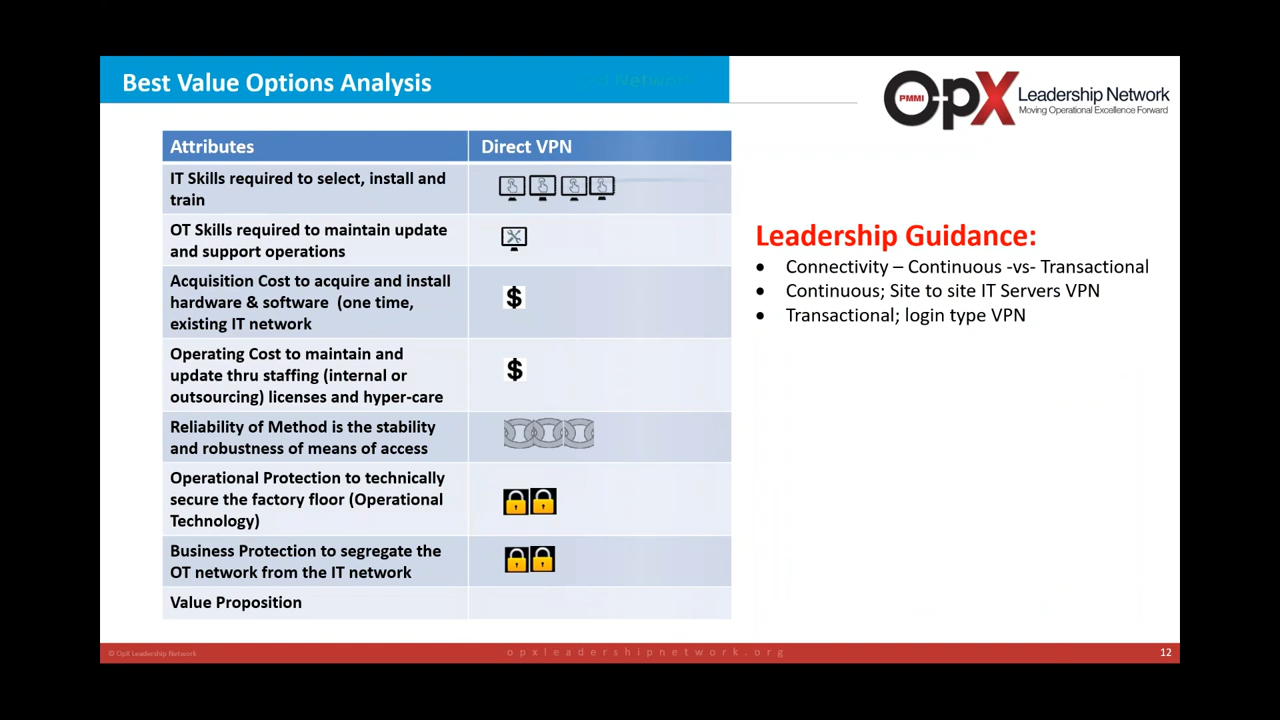 Best Value Options Analysis
PMMI
OpX
Leadership Network
Moving Operational Excellence Forward
Attributes
Direct VPN
IT Skills required to select, install and
train
OT Skills required to maintain update
and support operations
Acquisition Cost to acquire and install
hardware & software (one time,
existing IT network
$
Operating Cost to maintain and
update thru staffing (internal or
outsourcing) licenses and hyper-care
$
Reliability of Method is the stability
and robustness of means of access
Operational Protection to technically
secure the factory floor (Operational
Technology)
Business Protection to segregate the
OT network from the IT network
Value Proposition
Leadership Guidance:
• Connectivity – Continuous -vs- Transactional
• Continuous; Site to site IT Servers VPN
• Transactional; login type VPN
© OpX Leadership Network
opxleadershipnetwork.org
12